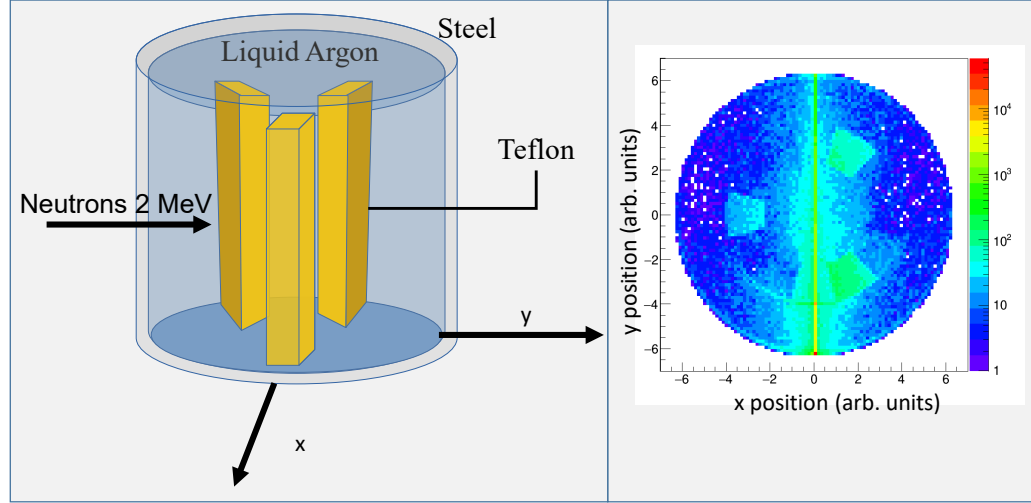 Steel
Liquid Argon
Teflon
Neutrons 2 MeV
y
x
y position (arb. units)
6
4
2
0
−2
−4
−6
−6 −4 −2 0 2 4 6
x position (arb. units)
10⁴
10³
10²
10
1